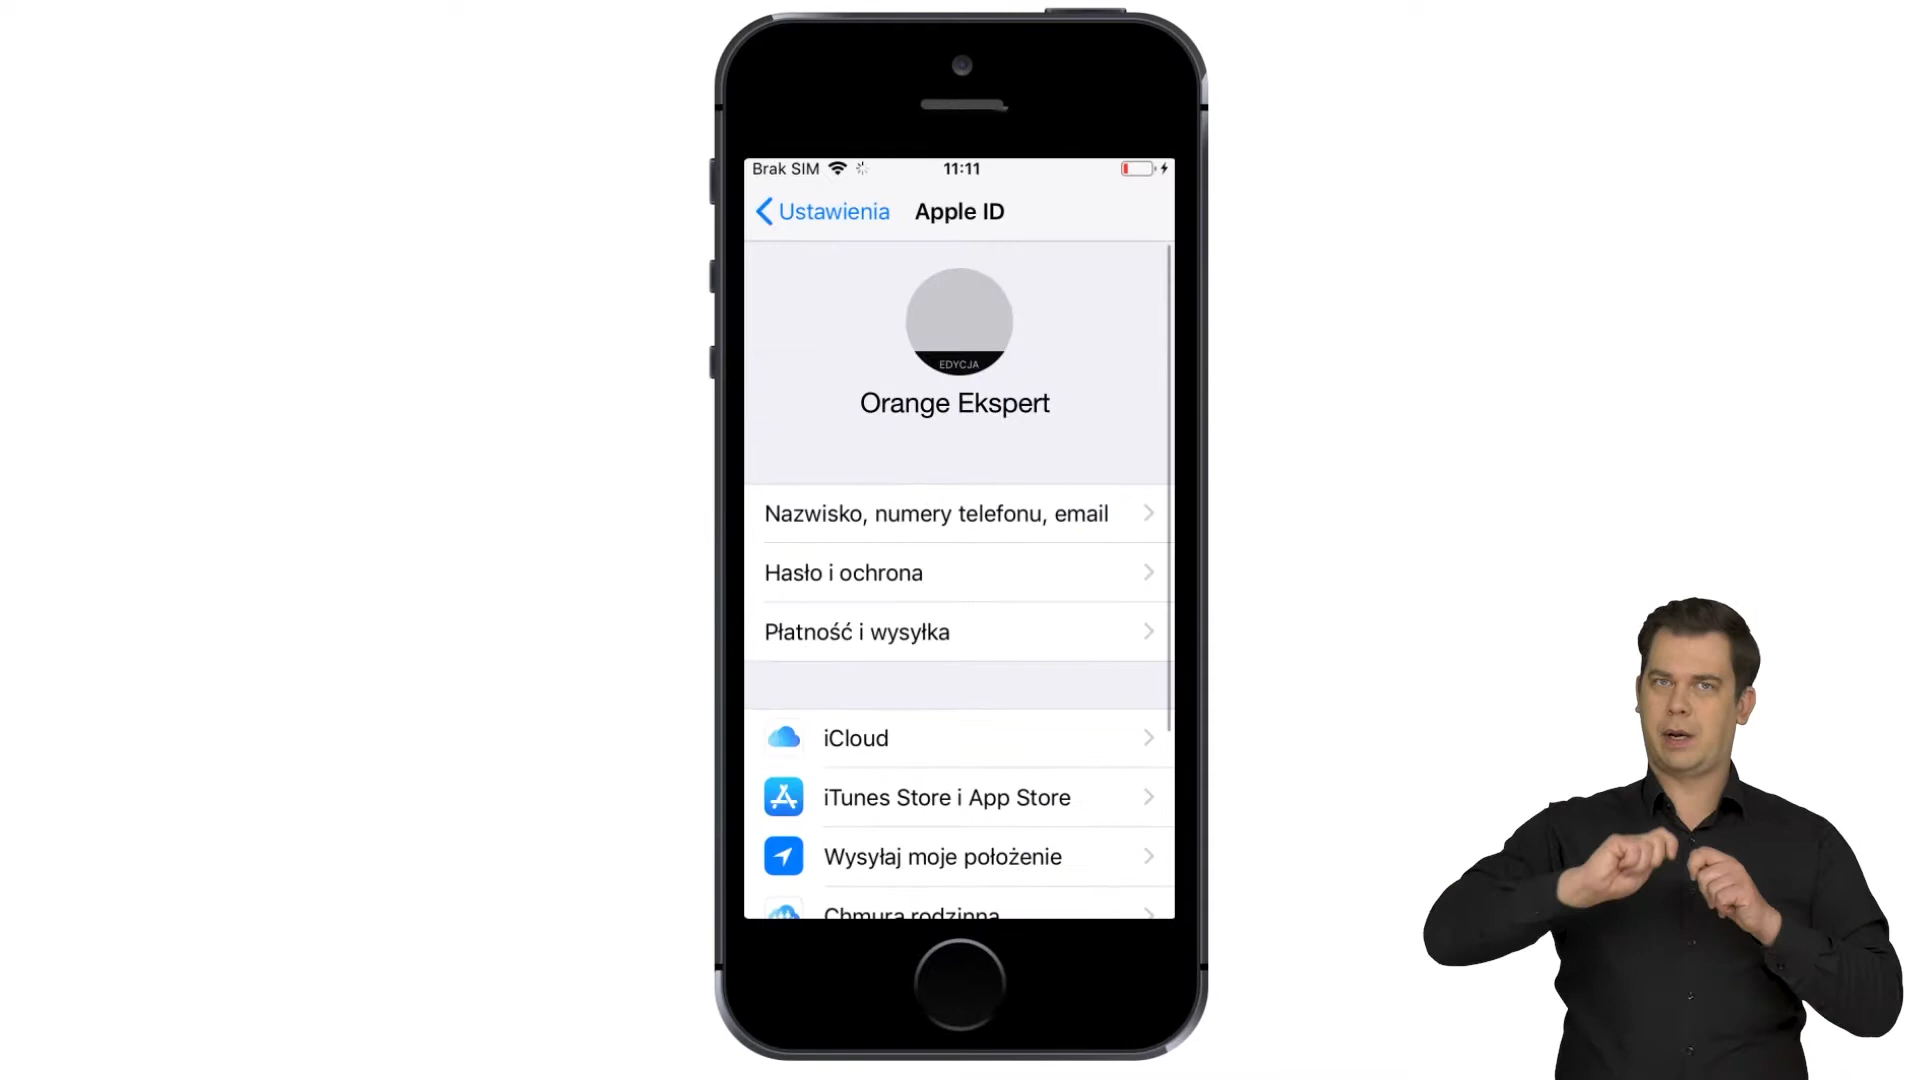 Brak SIM
11:11
Ustawienia
Apple ID
EDYCJA
Orange Ekspert
Nazwisko, numery telefonu, email
Hasło i ochrona
Płatność i wysyłka
iCloud
iTunes Store i App Store
Wysyłaj moje położenie
Chmura rodzinna